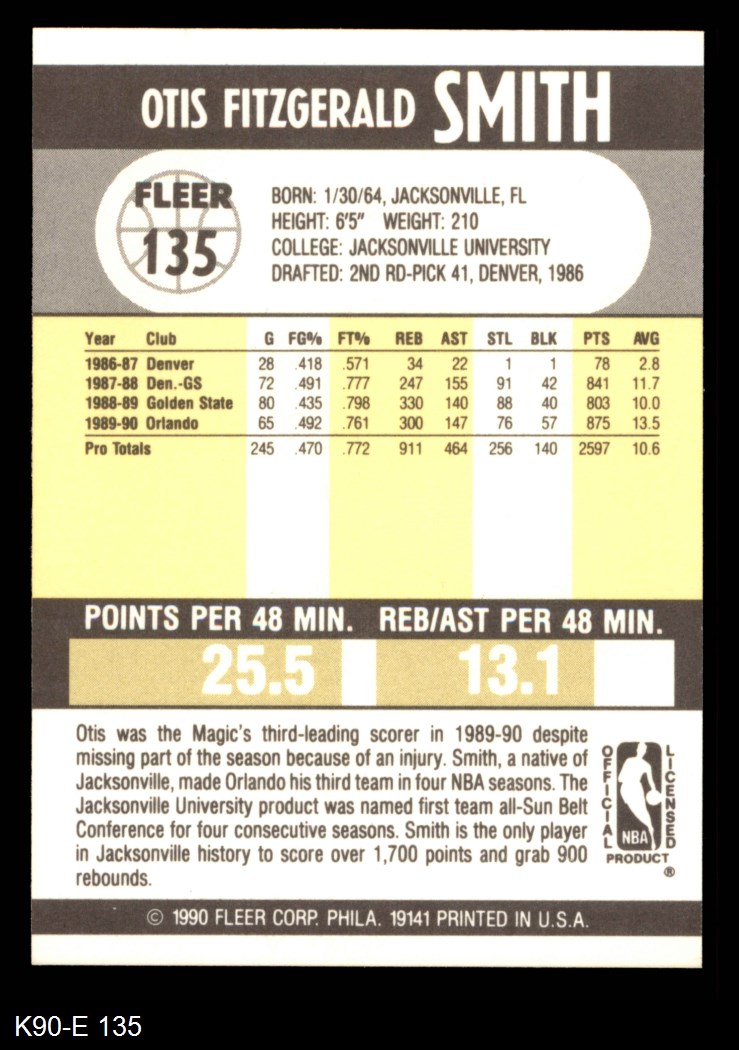 OTIS FITZGERALD SMITH
FLEER
135
BORN: 1/30/64, JACKSONVILLE, FL
HEIGHT: 6'5" WEIGHT: 210
COLLEGE: JACKSONVILLE UNIVERSITY
DRAFTED: 2ND RD-PICK 41, DENVER, 1986
Year Club G FG% FT% REB AST STL BLK PTS AVG
1986-87 Denver 28 .418 .571 34 22 1 1 78 2.8
1987-88 Den.-GS 72 .491 .777 247 155 91 42 841 11.7
1988-89 Golden State 80 .435 .798 330 140 88 40 803 10.0
1989-90 Orlando 65 .492 .761 300 147 76 57 875 13.5
Pro Totals 245 .470 .772 911 464 256 140 2597 10.6
POINTS PER 48 MIN. REB/AST PER 48 MIN.
25.5 13.1
Otis was the Magic's third-leading scorer in 1989-90 despite
missing part of the season because of an injury. Smith, a native of
Jacksonville, made Orlando his third team in four NBA seasons. The
Jacksonville University product was named first team all-Sun Belt
Conference for four consecutive seasons. Smith is the only player
in Jacksonville history to score over 1,700 points and grab 900
rebounds.
OFFICIAL
NBA
LICENSED
PRODUCT
®
© 1990 FLEER CORP. PHILA. 19141 PRINTED IN U.S.A.
K90-E 135